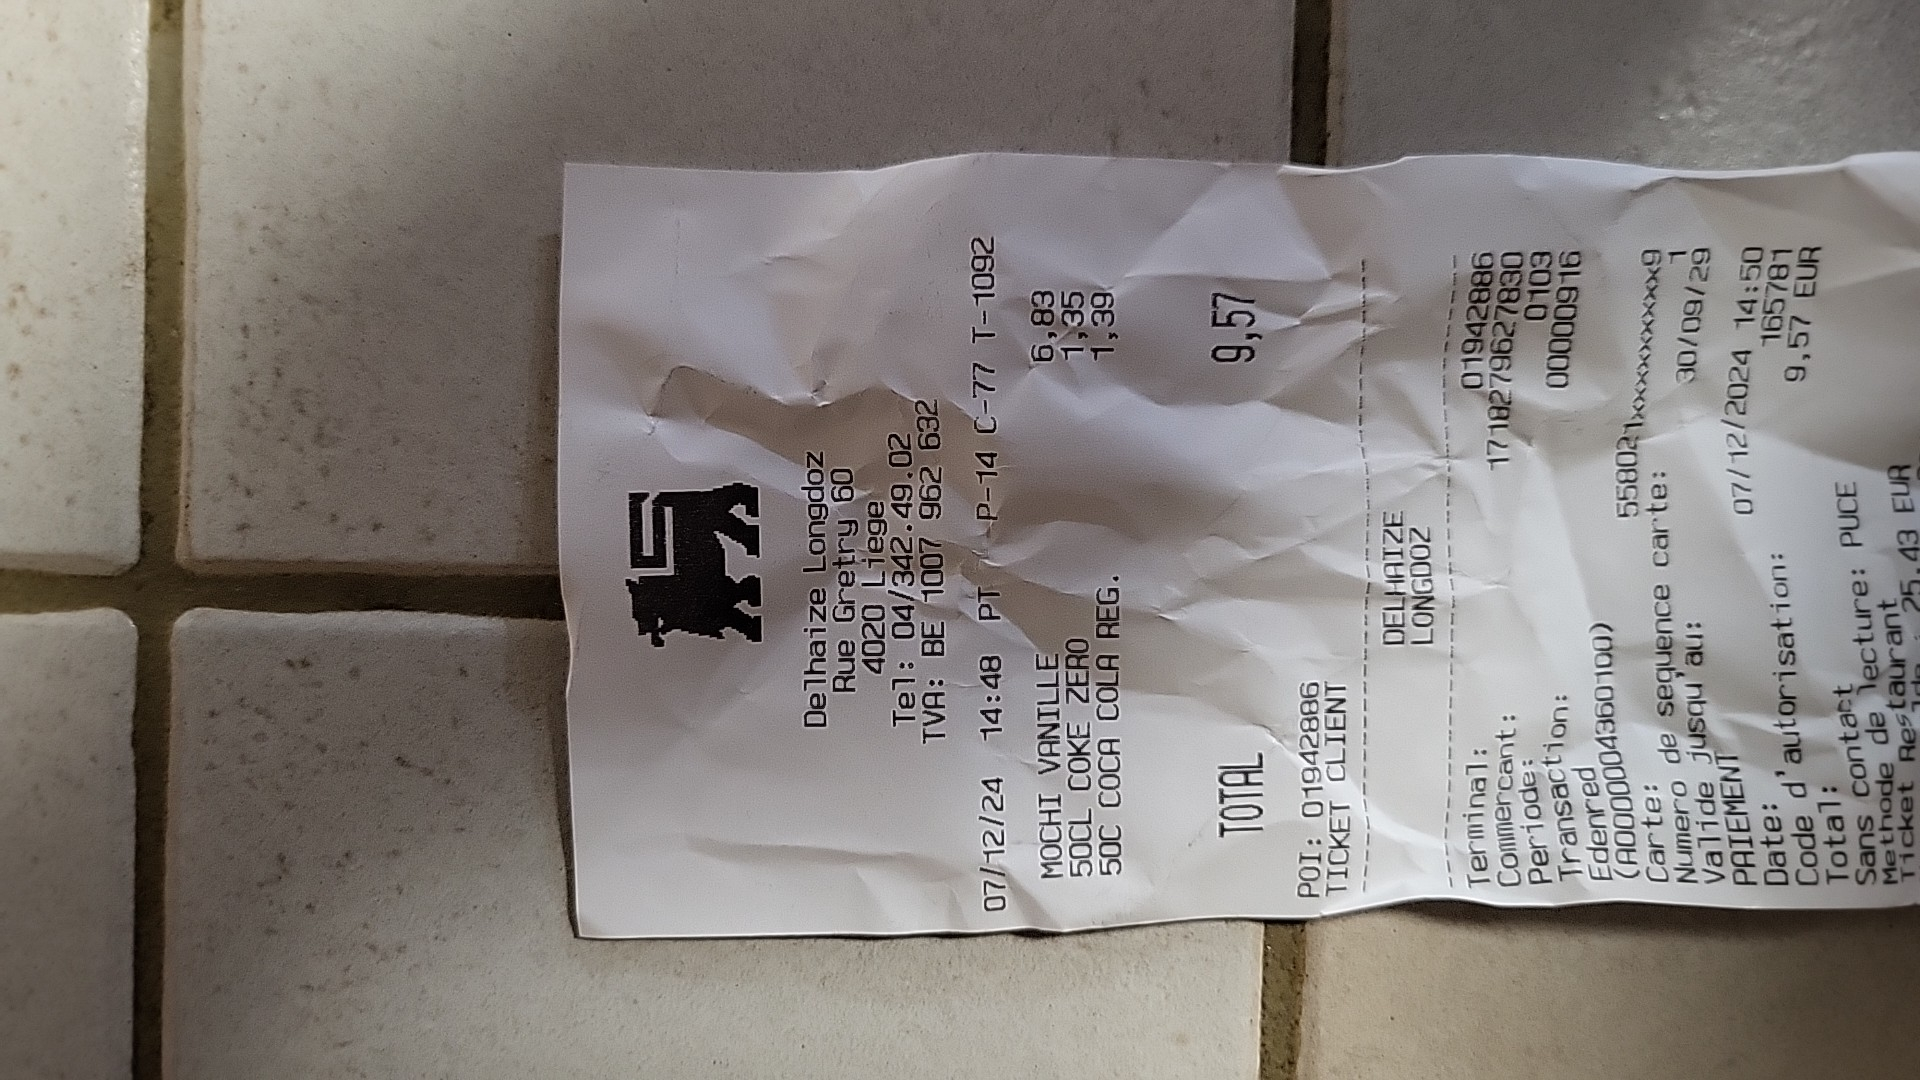 Delhaize Longdoz
Rue Gretry 60
4020 Liege
Tel: 04/342.49.02
TVA: BE 1007 962 632
07/12/24 14:48 PT P-14 C-77 T-1092
MOCHI VANILLE 6,83
50CL COKE ZERO 1,35
50C COCA COLA REG. 1,39
TOTAL 9,57
POI: 01942886
TICKET CLIENT
DELHAIZE
LONGDOZ
Terminal: 01942886
Commercant: 1718279627830
Periode: 0103
Transaction: 000009916
Edenred
(A0000004360100)
Carte: 558021xxxxxxxxxxxx9
Numero de sequence carte: 1
Valide jusqu'au: 30/09/29
PAIEMENT
Date: 07/12/2024 14:50
Code d'autorisation: 165781
Total: 9,57 EUR
Sans contact
Methode de lecture: PUCE
Ticket Restaurant
25,43 EUR